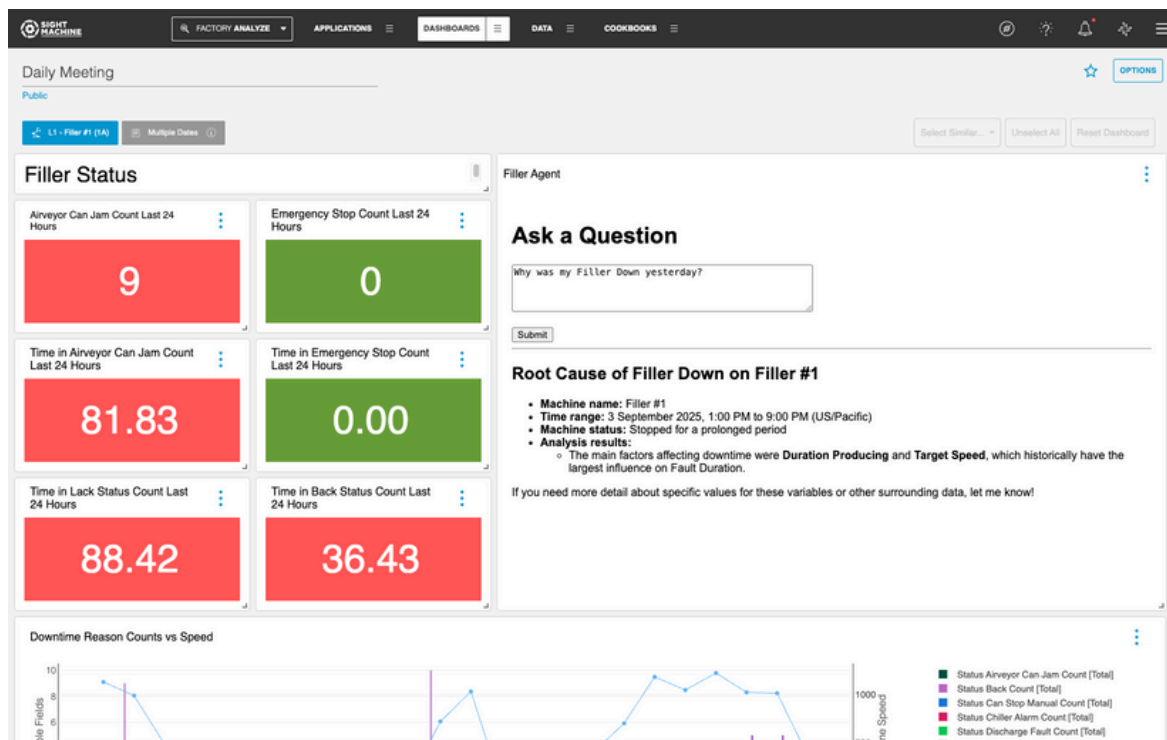 SIGHT MACHINE
FACTORY ANALYZE
APPLICATIONS
DASHBOARDS
DATA
COOKBOOKS
Daily Meeting
Public
OPTIONS
L1 - Filler #1 (1A)
Multiple Dates
Select Similar...
Unselect All
Reset Dashboard
Filler Status
Airveyor Can Jam Count Last 24
Hours
9
Emergency Stop Count Last 24
Hours
0
Time in Airveyor Can Jam Count
Last 24 Hours
81.83
Time in Emergency Stop Count
Last 24 Hours
0.00
Time in Lack Status Count Last
24 Hours
88.42
Time in Back Status Count Last
24 Hours
36.43
Filler Agent
Ask a Question
Why was my Filler Down yesterday?
Submit
Root Cause of Filler Down on Filler #1
• Machine name: Filler #1
• Time range: 3 September 2025, 1:00 PM to 9:00 PM (US/Pacific)
• Machine status: Stopped for a prolonged period
• Analysis results:
◦ The main factors affecting downtime were Duration Producing and Target Speed, which historically have the
largest influence on Fault Duration.
If you need more detail about specific values for these variables or other surrounding data, let me know!
Downtime Reason Counts vs Speed
10
8
6
Fields
1000
Speed
Status Airveyor Can Jam Count [Total]
Status Back Count [Total]
Status Can Stop Manual Count [Total]
Status Chiller Alarm Count [Total]
Status Discharge Fault Count [Total]